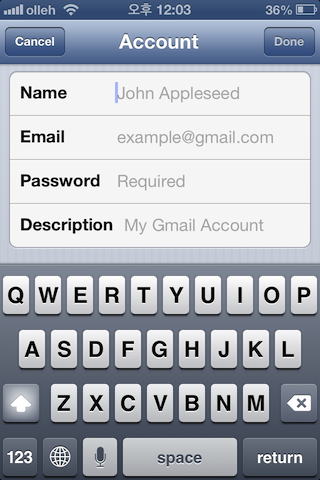 olleh 오후 12:03 36%
Cancel Account Done
Name John Appleseed
Email example@gmail.com
Password Required
Description My Gmail Account
Q W E R T Y U I O P
A S D F G H J K L
Z X C V B N M
123 space return